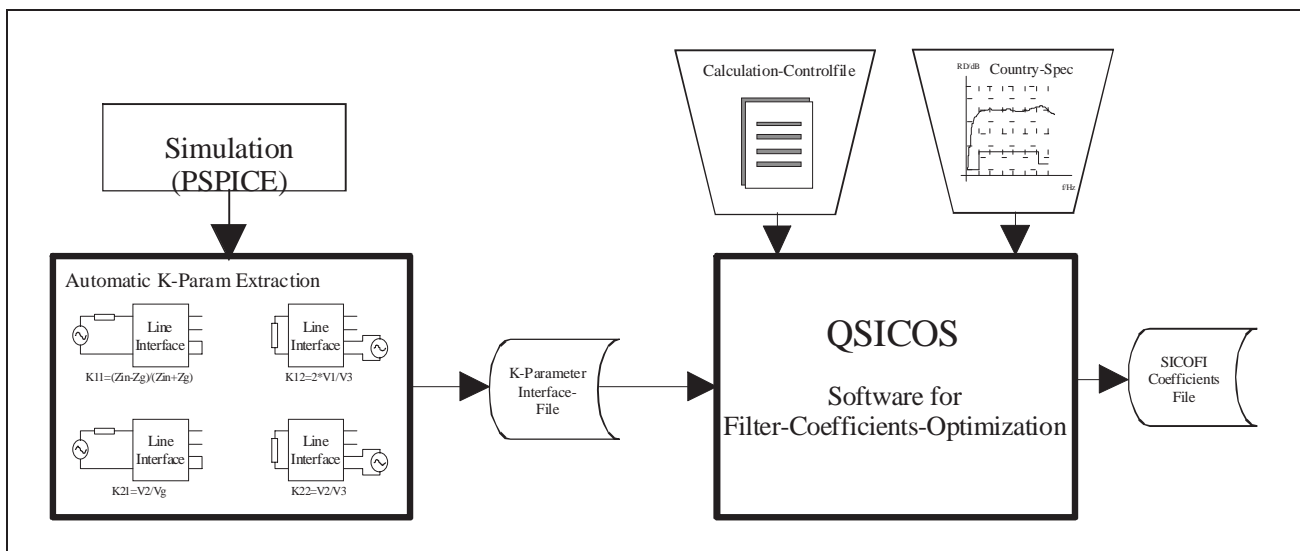 Simulation
(PSPICE)
Calculation-Controlfile
RD/dB
Country-Spec
f/Hz
Automatic K-Param Extraction
Line
Interface
K11=(Zin-Zg)/(Zin+Zg)
Line
Interface
K12=2*V1/V3
Line
Interface
K21=V2/Vg
Line
Interface
K22=V2/V3
K-Parameter
Interface-
File
QSICOS
Software for
Filter-Coefficients-Optimization
SICOFI
Coefficients
File